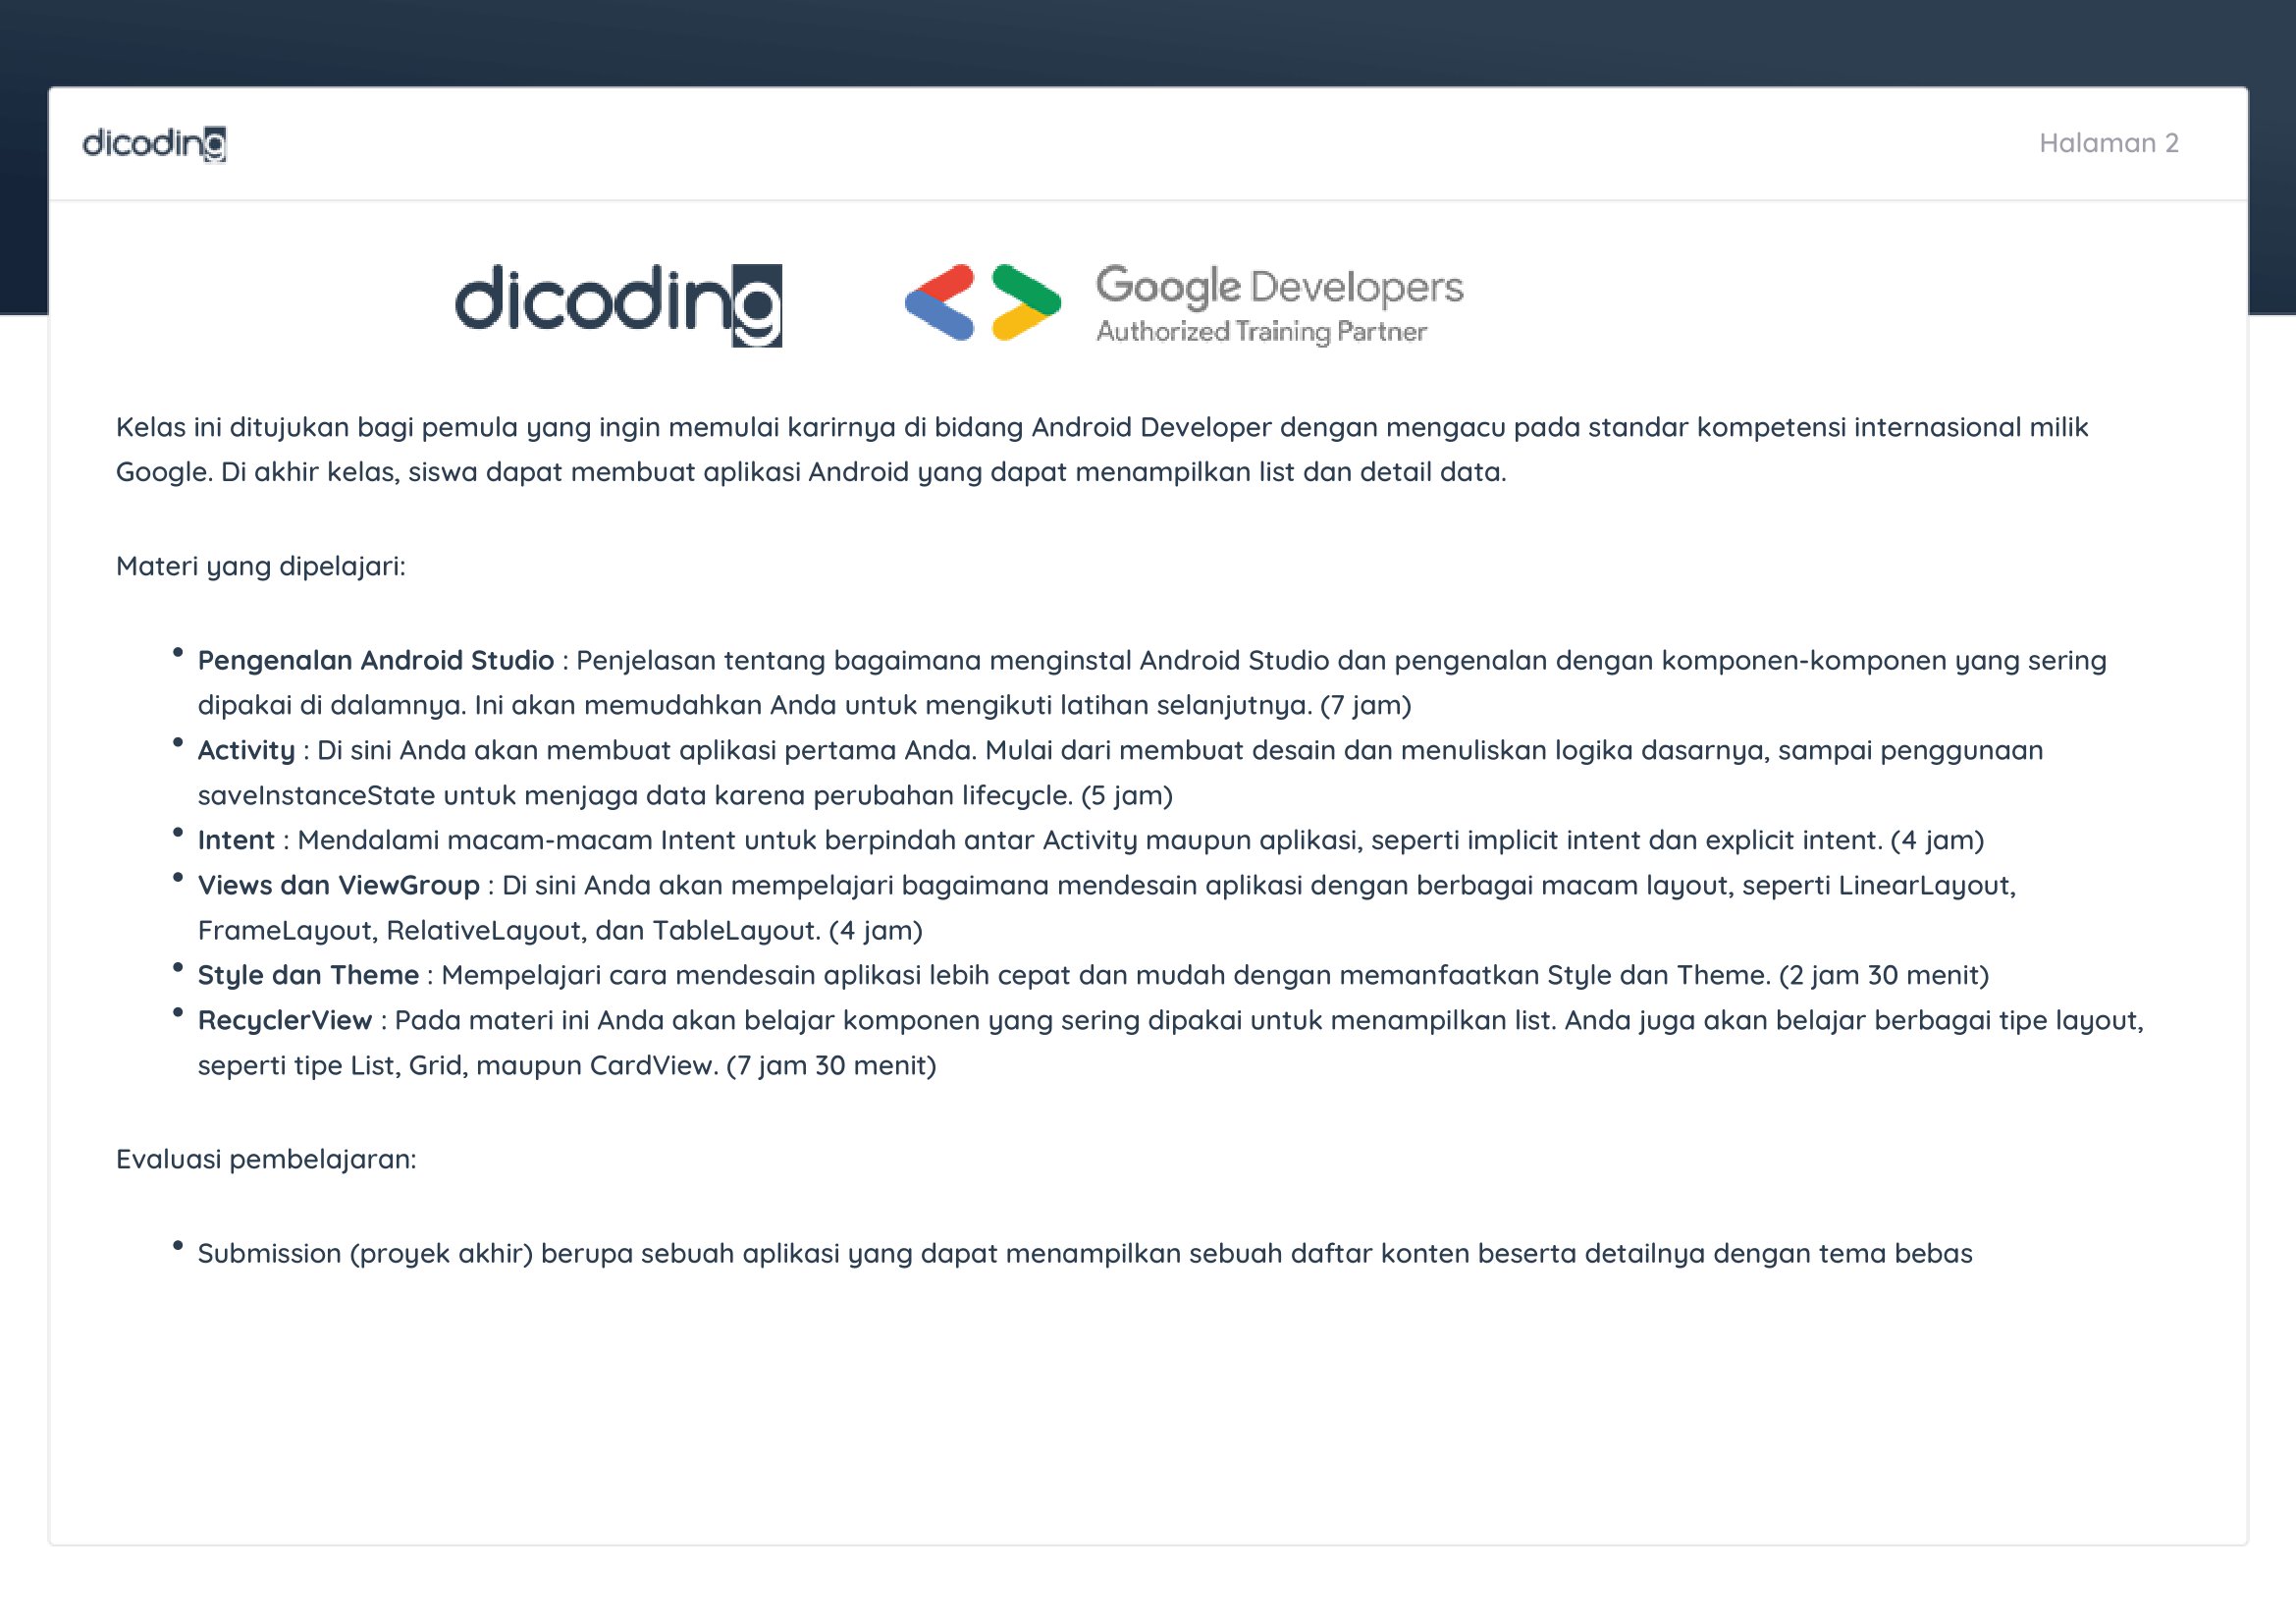 dicoding
Halaman 2
dicoding
Google Developers
Authorized Training Partner
Kelas ini ditujukan bagi pemula yang ingin memulai karirnya di bidang Android Developer dengan mengacu pada standar kompetensi internasional milik
Google. Di akhir kelas, siswa dapat membuat aplikasi Android yang dapat menampilkan list dan detail data.
Materi yang dipelajari:
• Pengenalan Android Studio : Penjelasan tentang bagaimana menginstal Android Studio dan pengenalan dengan komponen-komponen yang sering
dipakai di dalamnya. Ini akan memudahkan Anda untuk mengikuti latihan selanjutnya. (7 jam)
• Activity : Di sini Anda akan membuat aplikasi pertama Anda. Mulai dari membuat desain dan menuliskan logika dasarnya, sampai penggunaan
saveInstanceState untuk menjaga data karena perubahan lifecycle. (5 jam)
• Intent : Mendalami macam-macam Intent untuk berpindah antar Activity maupun aplikasi, seperti implicit intent dan explicit intent. (4 jam)
• Views dan ViewGroup : Di sini Anda akan mempelajari bagaimana mendesain aplikasi dengan berbagai macam layout, seperti LinearLayout,
FrameLayout, RelativeLayout, dan TableLayout. (4 jam)
• Style dan Theme : Mempelajari cara mendesain aplikasi lebih cepat dan mudah dengan memanfaatkan Style dan Theme. (2 jam 30 menit)
• RecyclerView : Pada materi ini Anda akan belajar komponen yang sering dipakai untuk menampilkan list. Anda juga akan belajar berbagai tipe layout,
seperti tipe List, Grid, maupun CardView. (7 jam 30 menit)
Evaluasi pembelajaran:
• Submission (proyek akhir) berupa sebuah aplikasi yang dapat menampilkan sebuah daftar konten beserta detailnya dengan tema bebas